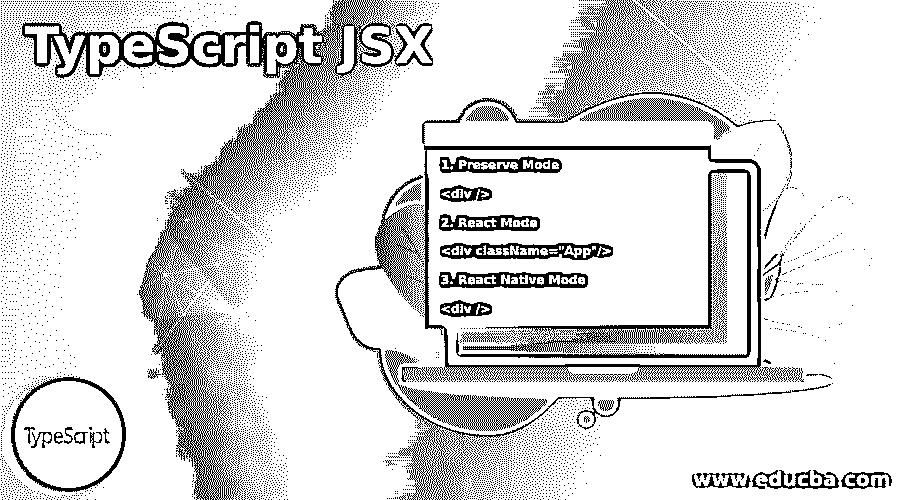 TypeScript JSX
1. Preserve Mode
<div />
2. React Mode
<div className="App"/>
3. React Native Mode
<div />
TypeScript
www.educba.com